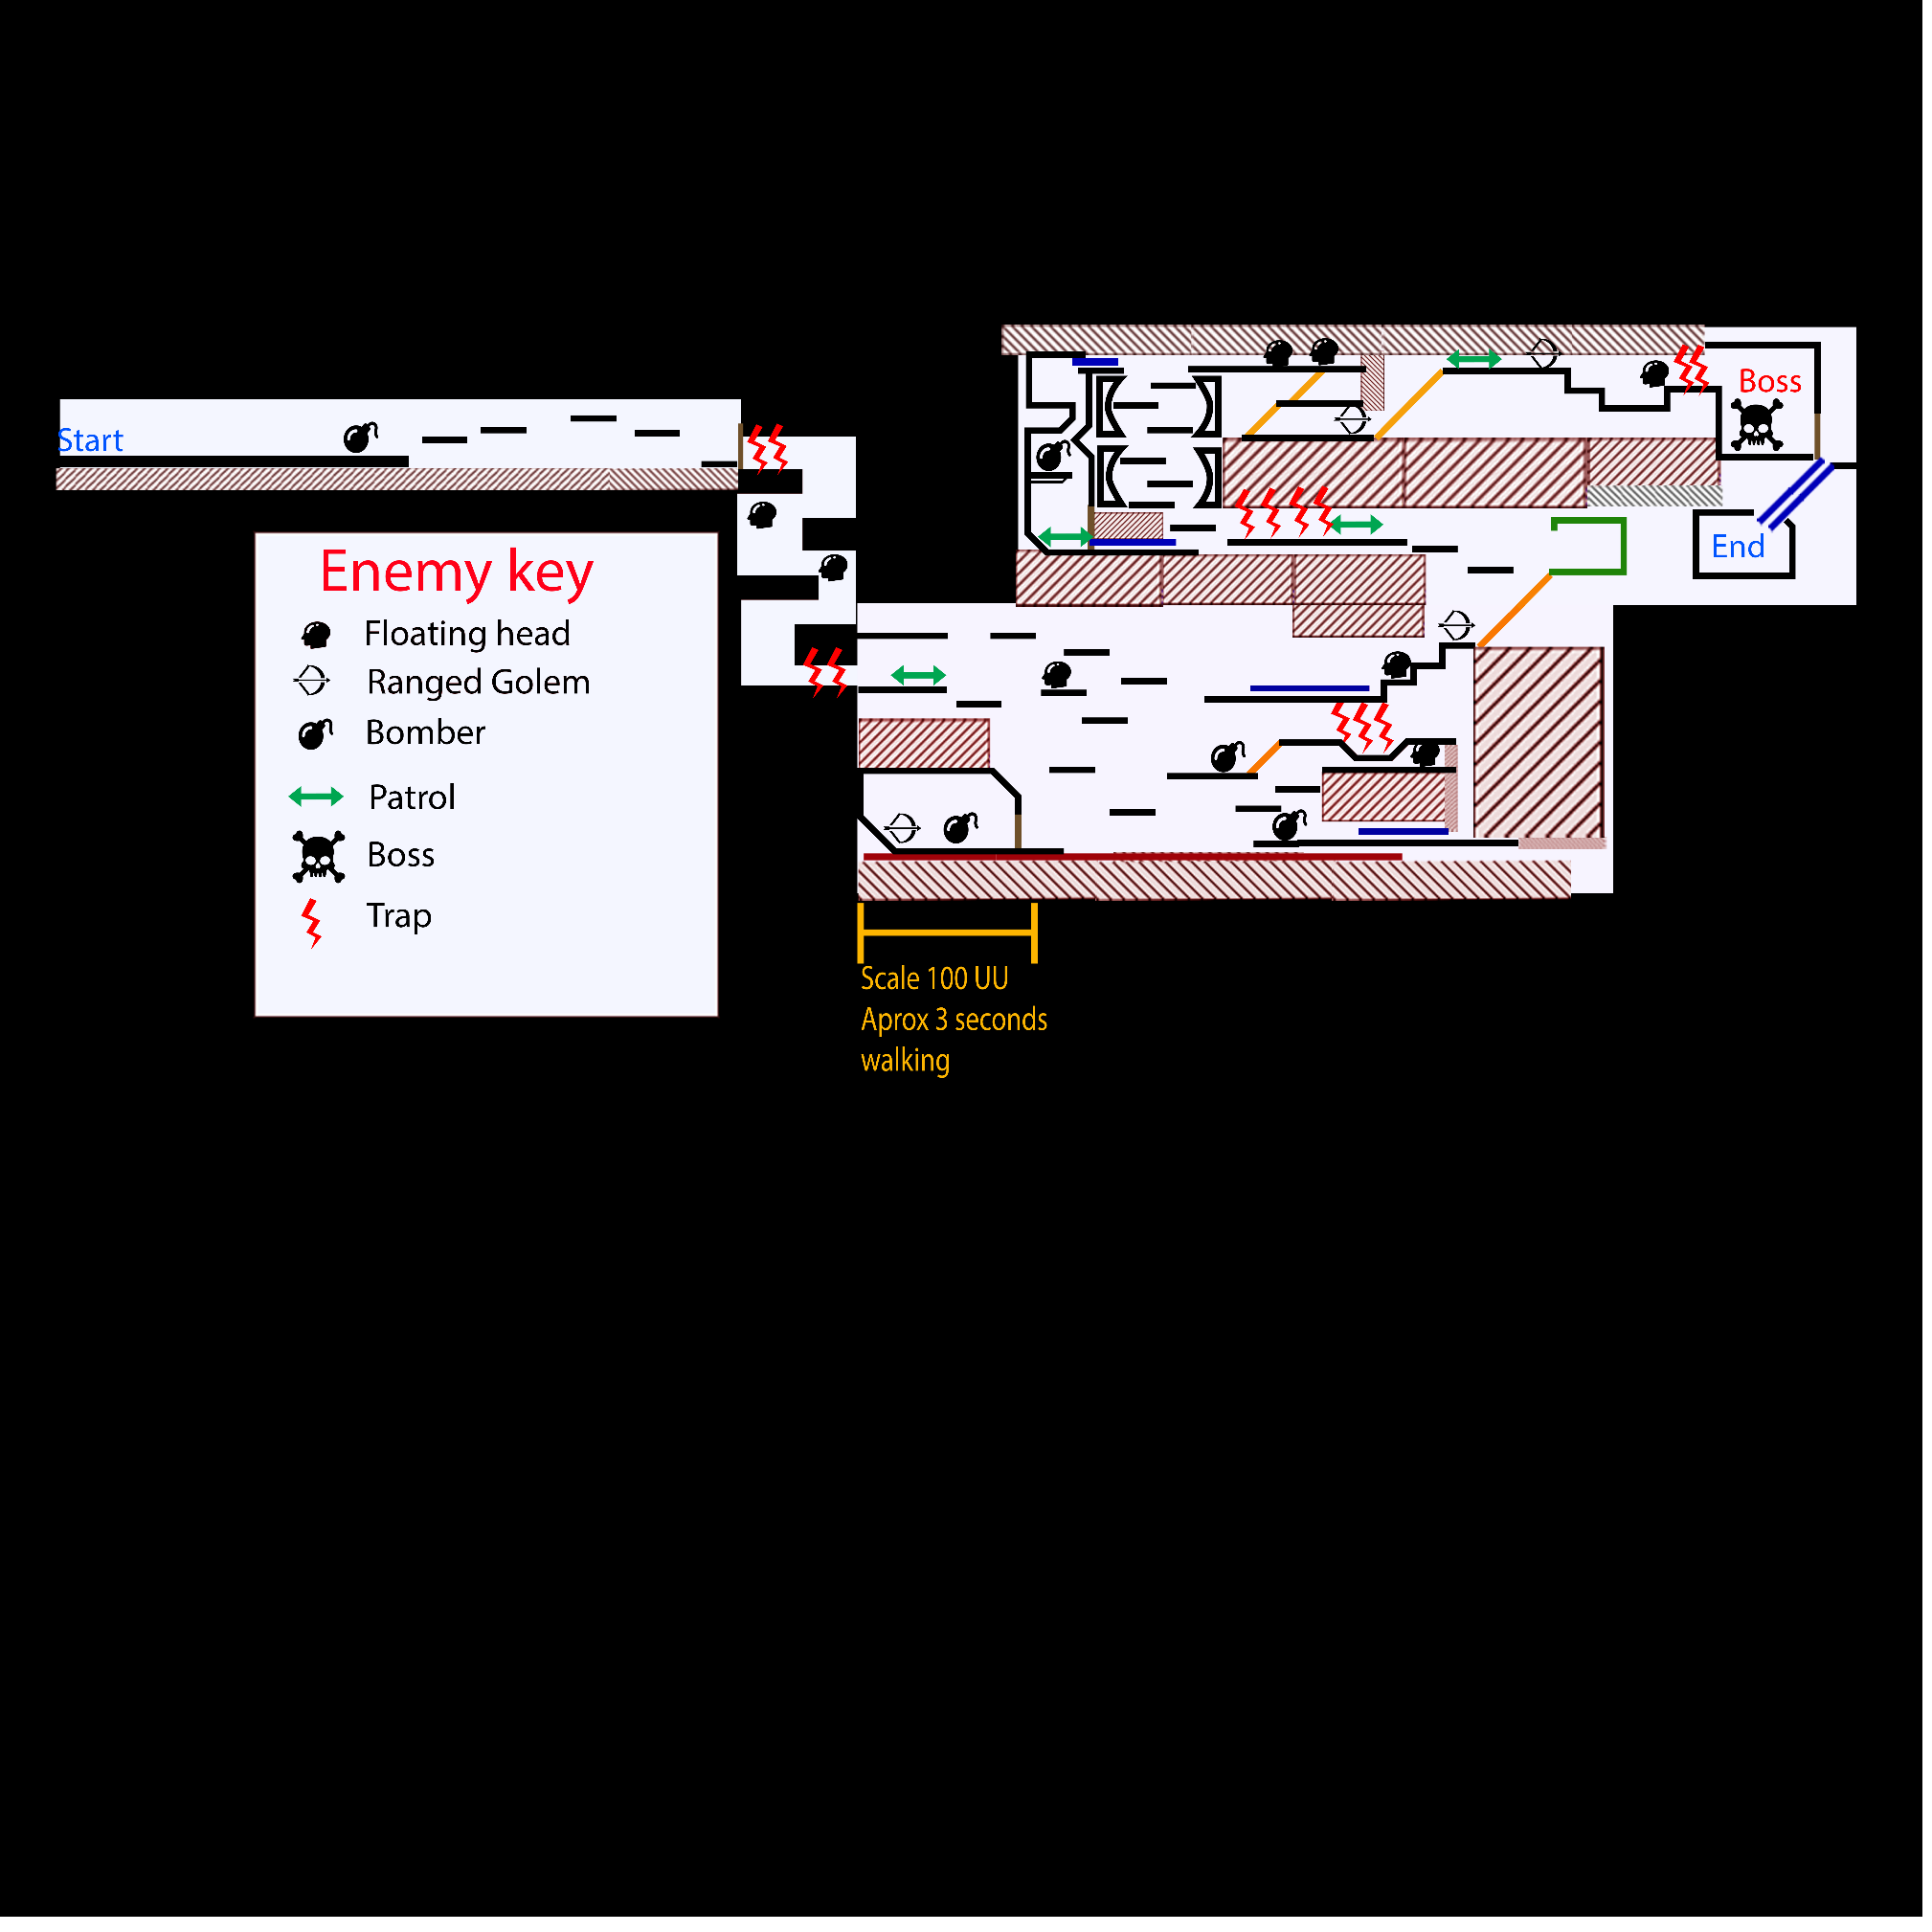 Start
Boss
End
Enemy key
Floating head
Ranged Golem
Bomber
Patrol
Boss
Trap
Scale 100 UU
Aprox 3 seconds
walking